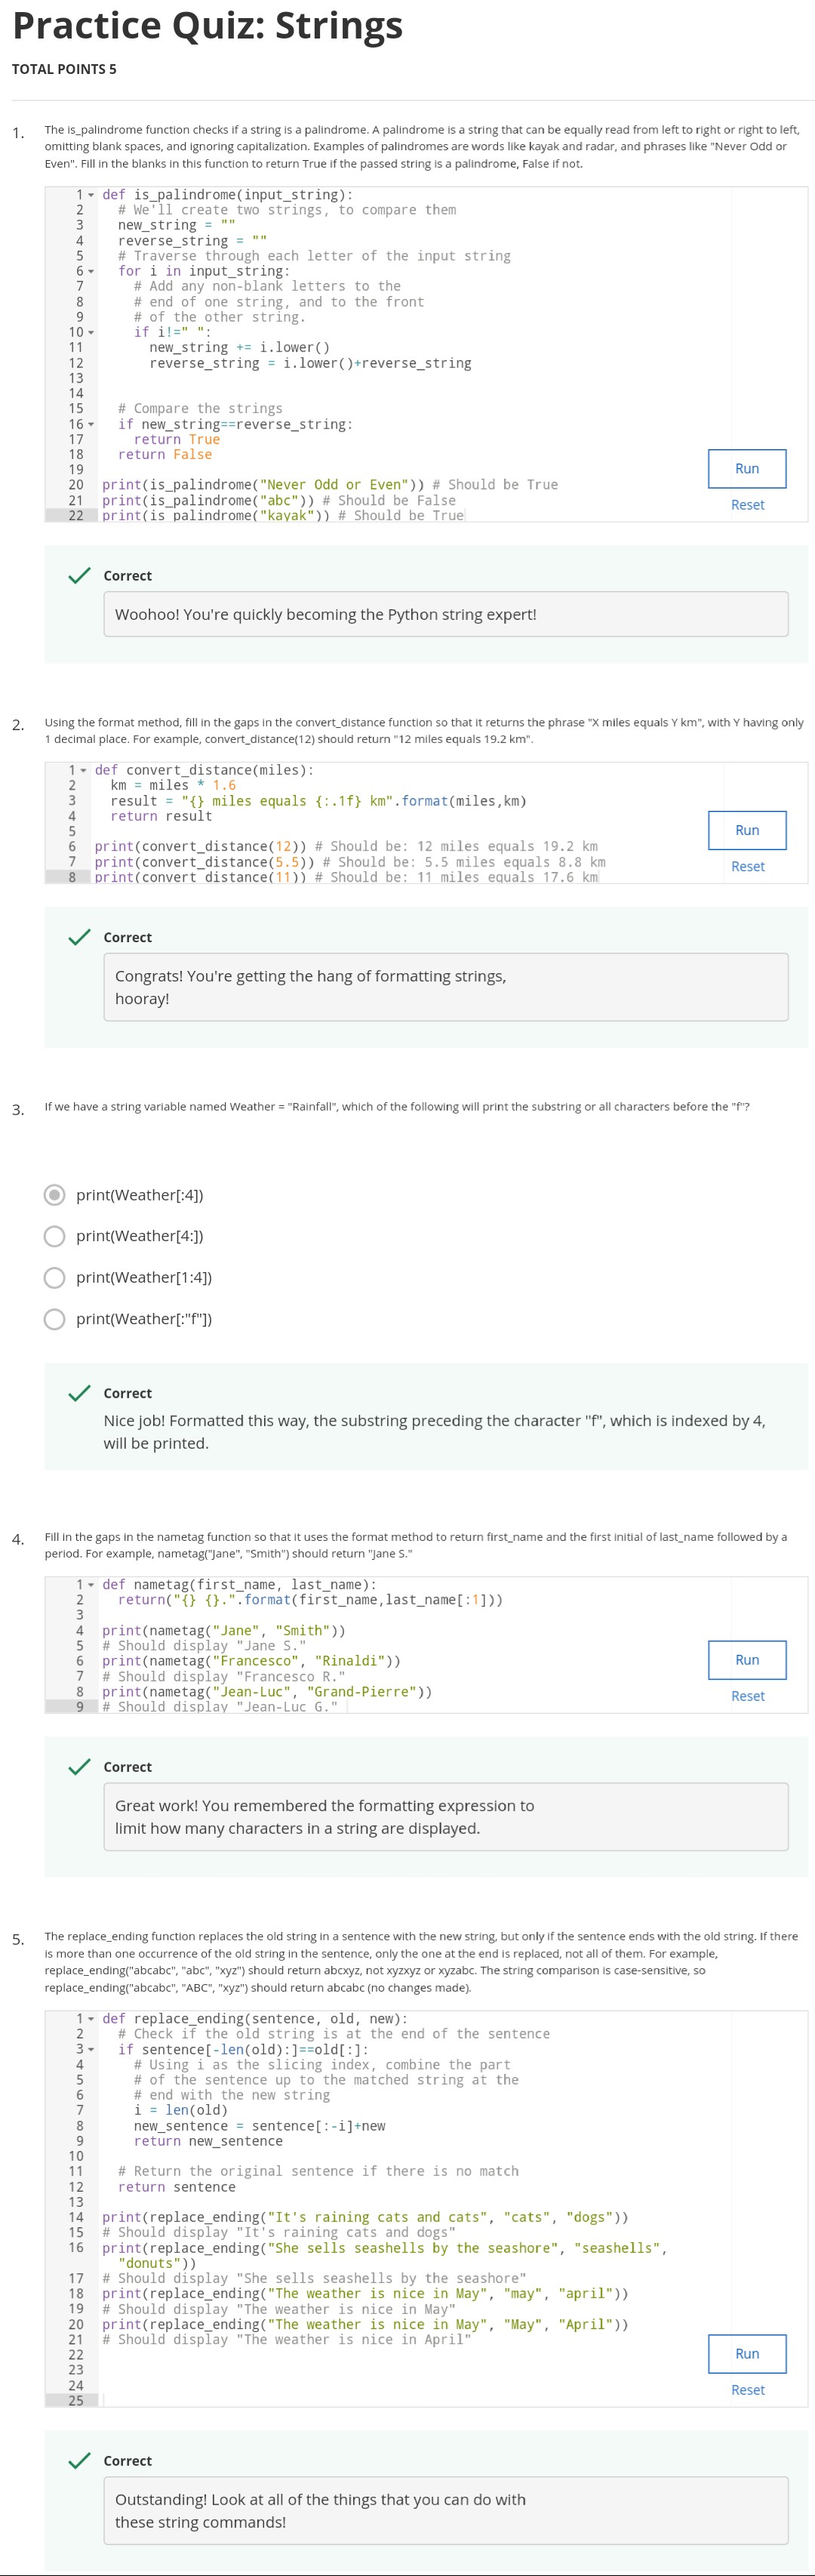 Practice Quiz: Strings
TOTAL POINTS 5
1. The is_palindrome function checks if a string is a palindrome. A palindrome is a string that can be equally read from left to right or right to left,
omitting blank spaces, and ignoring capitalization. Examples of palindromes are words like kayak and radar, and phrases like "Never Odd or
Even". Fill in the blanks in this function to return True if the passed string is a palindrome, False if not.
1 def is_palindrome(input_string):
2   # We'll create two strings, to compare them
3   new_string = ""
4   reverse_string = ""
5   # Traverse through each letter of the input string
6   for i in input_string:
7     # Add any non-blank letters to the
8     # end of one string, and to the front
9     # of the other string.
10     if i!=" ":
11       new_string += i.lower()
12       reverse_string = i.lower()+reverse_string
13
14
15   # Compare the strings
16   if new_string==reverse_string:
17     return True
18   return False
19
20 print(is_palindrome("Never Odd or Even")) # Should be True
21 print(is_palindrome("abc")) # Should be False
22 print(is_palindrome("kayak")) # Should be True
Run
Reset
Correct
Woohoo! You're quickly becoming the Python string expert!
2. Using the format method, fill in the gaps in the convert_distance function so that it returns the phrase "X miles equals Y km", with Y having only
1 decimal place. For example, convert_distance(12) should return "12 miles equals 19.2 km".
1 def convert_distance(miles):
2   km = miles * 1.6
3   result = "{} miles equals {:.1f} km".format(miles,km)
4   return result
5
6 print(convert_distance(12)) # Should be: 12 miles equals 19.2 km
7 print(convert_distance(5.5)) # Should be: 5.5 miles equals 8.8 km
8 print(convert_distance(11)) # Should be: 11 miles equals 17.6 km
Run
Reset
Correct
Congrats! You're getting the hang of formatting strings,
hooray!
3. If we have a string variable named Weather = "Rainfall", which of the following will print the substring or all characters before the "f"?
print(Weather[:4])
print(Weather[4:])
print(Weather[1:4])
print(Weather[:"f"])
Correct
Nice job! Formatted this way, the substring preceding the character "f", which is indexed by 4,
will be printed.
4. Fill in the gaps in the nametag function so that it uses the format method to return first_name and the first initial of last_name followed by a
period. For example, nametag("Jane", "Smith") should return "Jane S."
1 def nametag(first_name, last_name):
2   return("{} {}.".format(first_name,last_name[:1]))
3
4 print(nametag("Jane", "Smith"))
5 # Should display "Jane S."
6 print(nametag("Francesco", "Rinaldi"))
7 # Should display "Francesco R."
8 print(nametag("Jean-Luc", "Grand-Pierre"))
9 # Should display "Jean-Luc G."
Run
Reset
Correct
Great work! You remembered the formatting expression to
limit how many characters in a string are displayed.
5. The replace_ending function replaces the old string in a sentence with the new string, but only if the sentence ends with the old string. If there
is more than one occurrence of the old string in the sentence, only the one at the end is replaced, not all of them. For example,
replace_ending("abcabc", "abc", "xyz") should return abcxyz, not xyzxyz or xyzabc. The string comparison is case-sensitive, so
replace_ending("abcabc", "ABC", "xyz") should return abcabc (no changes made).
1 def replace_ending(sentence, old, new):
2   # Check if the old string is at the end of the sentence
3   if sentence[-len(old):]==old[:]:
4     # Using i as the slicing index, combine the part
5     # of the sentence up to the matched string at the
6     # end with the new string
7     i = len(old)
8     new_sentence = sentence[:-i]+new
9     return new_sentence
10
11   # Return the original sentence if there is no match
12   return sentence
13
14 print(replace_ending("It's raining cats and cats", "cats", "dogs"))
15 # Should display "It's raining cats and dogs"
16 print(replace_ending("She sells seashells by the seashore", "seashells",
"donuts"))
17 # Should display "She sells seashells by the seashore"
18 print(replace_ending("The weather is nice in May", "may", "april"))
19 # Should display "The weather is nice in May"
20 print(replace_ending("The weather is nice in May", "May", "April"))
21 # Should display "The weather is nice in April"
22
23
24
25
Run
Reset
Correct
Outstanding! Look at all of the things that you can do with
these string commands!